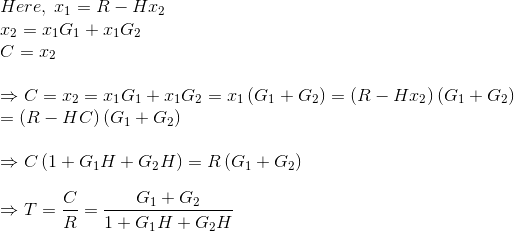 Here, x₁ = R − Hx₂
x₂ = x₁G₁ + x₁G₂
C = x₂
⇒ C = x₂ = x₁G₁ + x₁G₂ = x₁ (G₁ + G₂) = (R − Hx₂) (G₁ + G₂)
= (R − HC) (G₁ + G₂)
⇒ C (1 + G₁H + G₂H) = R (G₁ + G₂)
⇒ T = C/R = (G₁ + G₂)/(1 + G₁H + G₂H)